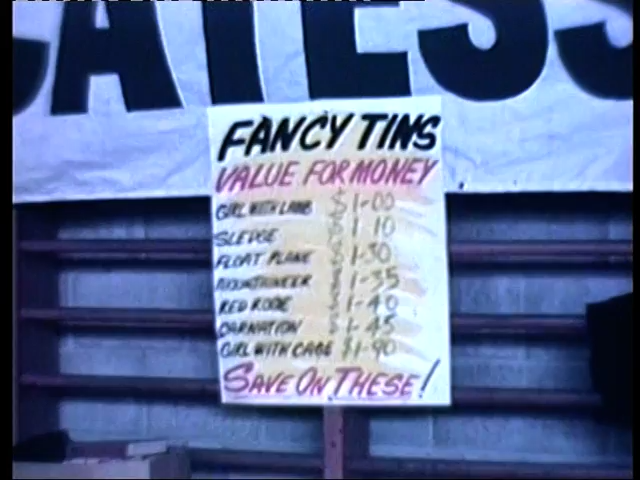 CATESS
FANCY TINS
VALUE FOR MONEY
GIRL WITH LAMB $1-00
SLEDGE $1-10
FLOAT PLANE $1-30
MOUNTAINEER $1-35
RED ROSE $1-40
CARNATION $1-45
GIRL WITH CAGE $1-90
SAVE ON THESE!